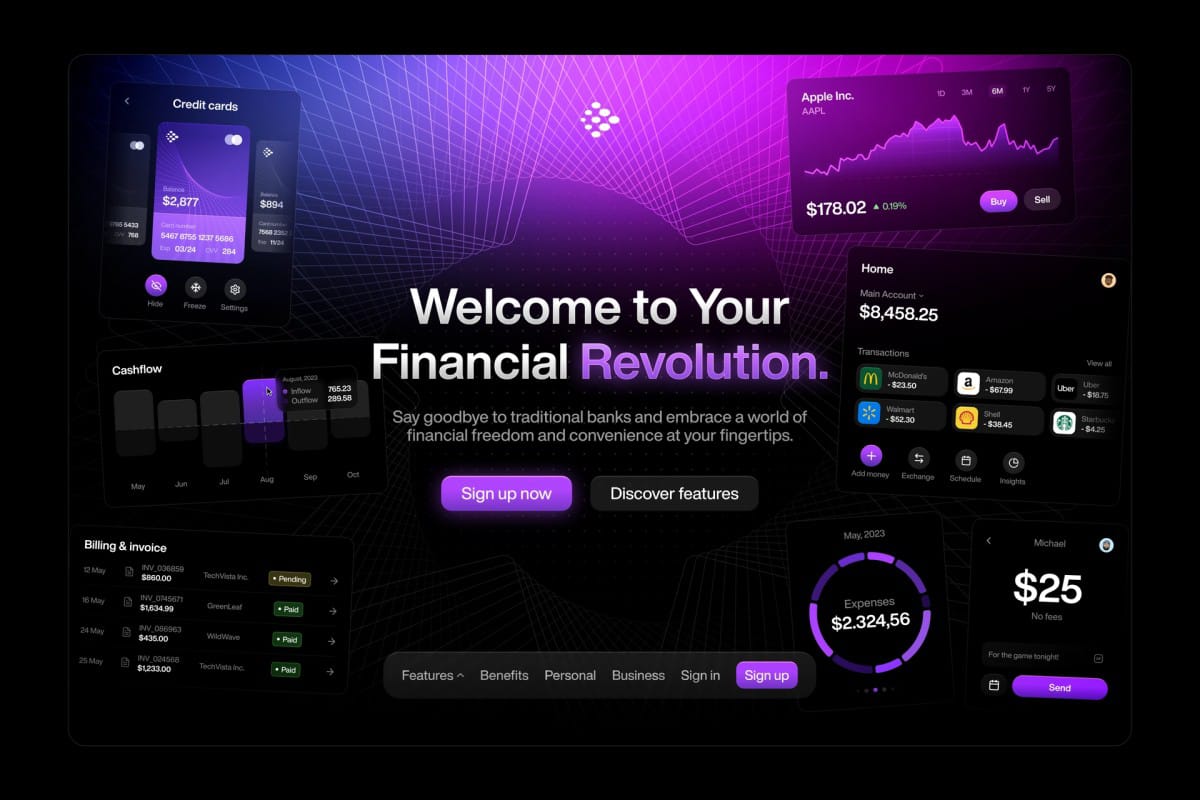 Credit cards
Balance
$2,877
Card number
5467 8755 1237 5686
Exp 03/24 CVV 284
5433
CVV 768
Balance
$894
Card number
7568 2352
Exp 11/24
Hide
Freeze
Settings
Apple Inc.
AAPL
1D 3M 6M 1Y 5Y
$178.02
0.19%
Buy
Sell
Welcome to Your
Financial Revolution.
Say goodbye to traditional banks and embrace a world of
financial freedom and convenience at your fingertips.
Sign up now
Discover features
Cashflow
August, 2023
Inflow 765.23
Outflow 289.58
May Jun Jul Aug Sep Oct
Home
Main Account
$8,458.25
Transactions
View all
McDonald's
- $23.50
Amazon
- $67.99
Uber
Uber
- $18.75
Walmart
- $52.30
Shell
- $38.45
Starbucks
- $4.25
Add money
Exchange
Schedule
Insights
Billing & invoice
12 May INV_036859 $860.00 TechVista Inc. Pending
16 May INV_0745671 $1,634.99 GreenLeaf Paid
24 May INV_086963 $435.00 WildWave Paid
25 May INV_024568 $1,233.00 TechVista Inc. Paid
May, 2023
Expenses
$2.324,56
Michael
$25
No fees
For the game tonight!
Send
Features Benefits Personal Business Sign in Sign up